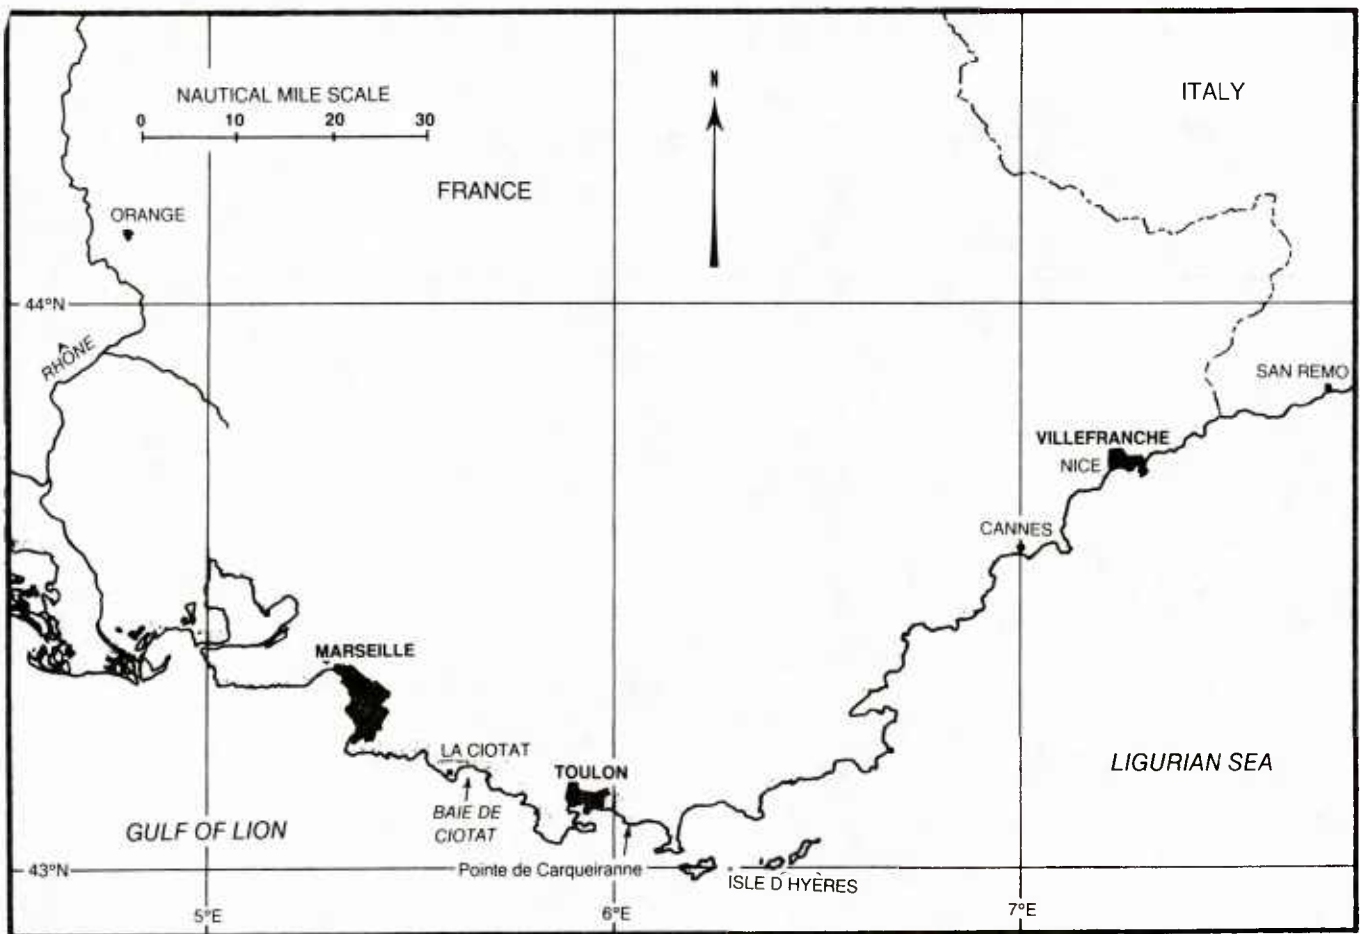 NAUTICAL MILE SCALE
0 10 20 30
N
ITALY
FRANCE
ORANGE
44°N
RHÔNE
SAN REMO
VILLEFRANCHE
NICE
CANNES
MARSEILLE
LA CIOTAT
TOULON
LIGURIAN SEA
BAIE DE
CIOTAT
GULF OF LION
Pointe de Carqueiranne
43°N
ISLE D HYÈRES
5°E
6°E
7°E